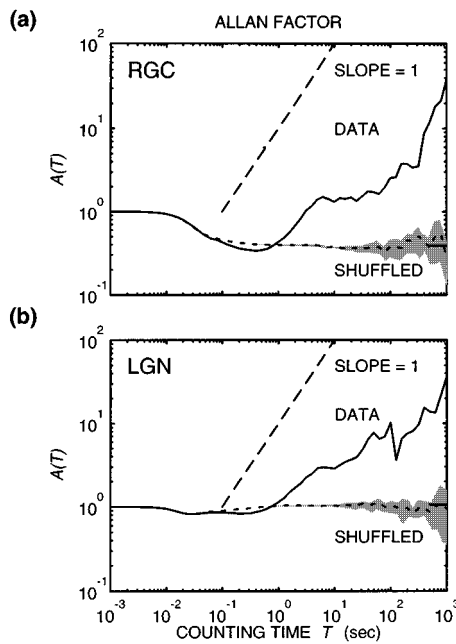 (a)
ALLAN FACTOR
10^2
RGC
SLOPE = 1
10^1
DATA
A(T)
10^0
SHUFFLED
10^-1
(b)
10^2
LGN
SLOPE = 1
DATA
10^1
A(T)
10^0
SHUFFLED
10^-1
10^-3 10^-2 10^-1 10^0 10^1 10^2 10^3
COUNTING TIME T (sec)